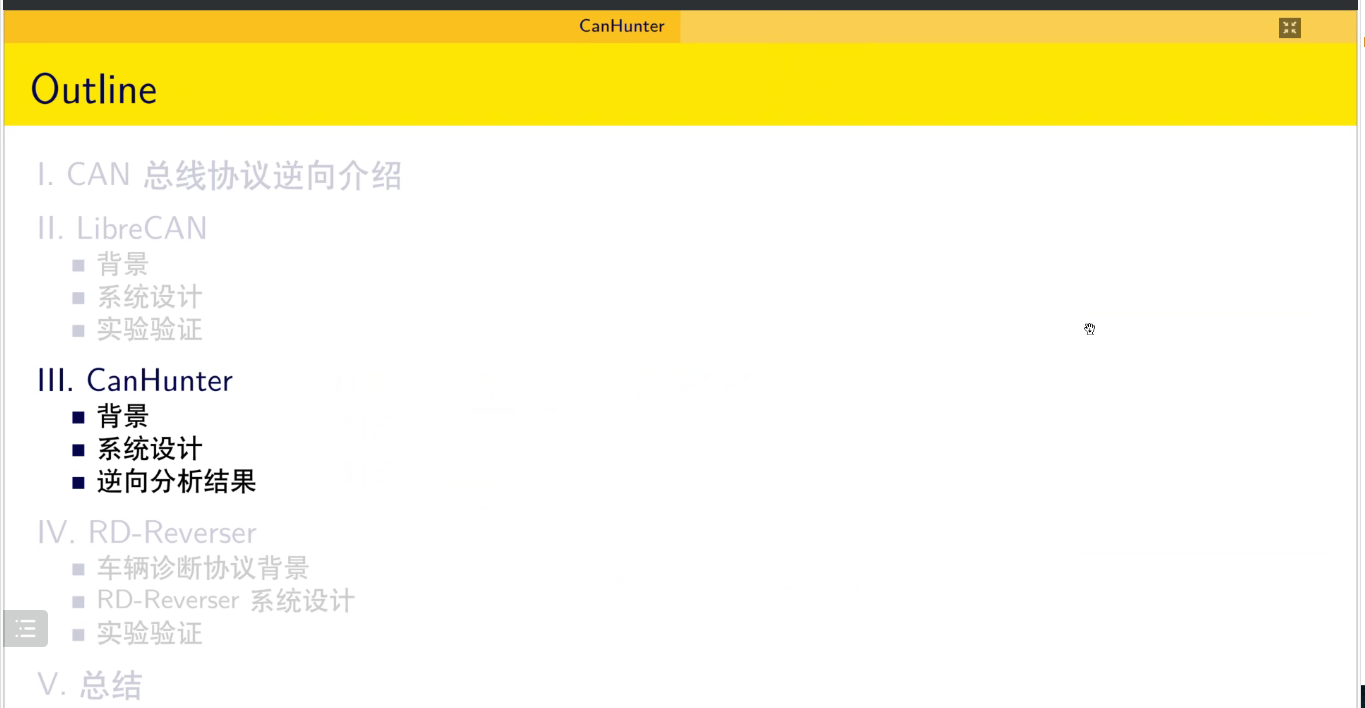 CanHunter
Outline
I. CAN 总线协议逆向介绍
II. LibreCAN
背景
系统设计
实验验证
III. CanHunter
背景
系统设计
逆向分析结果
IV. RD-Reverser
车辆诊断协议背景
RD-Reverser 系统设计
实验验证
V. 总结